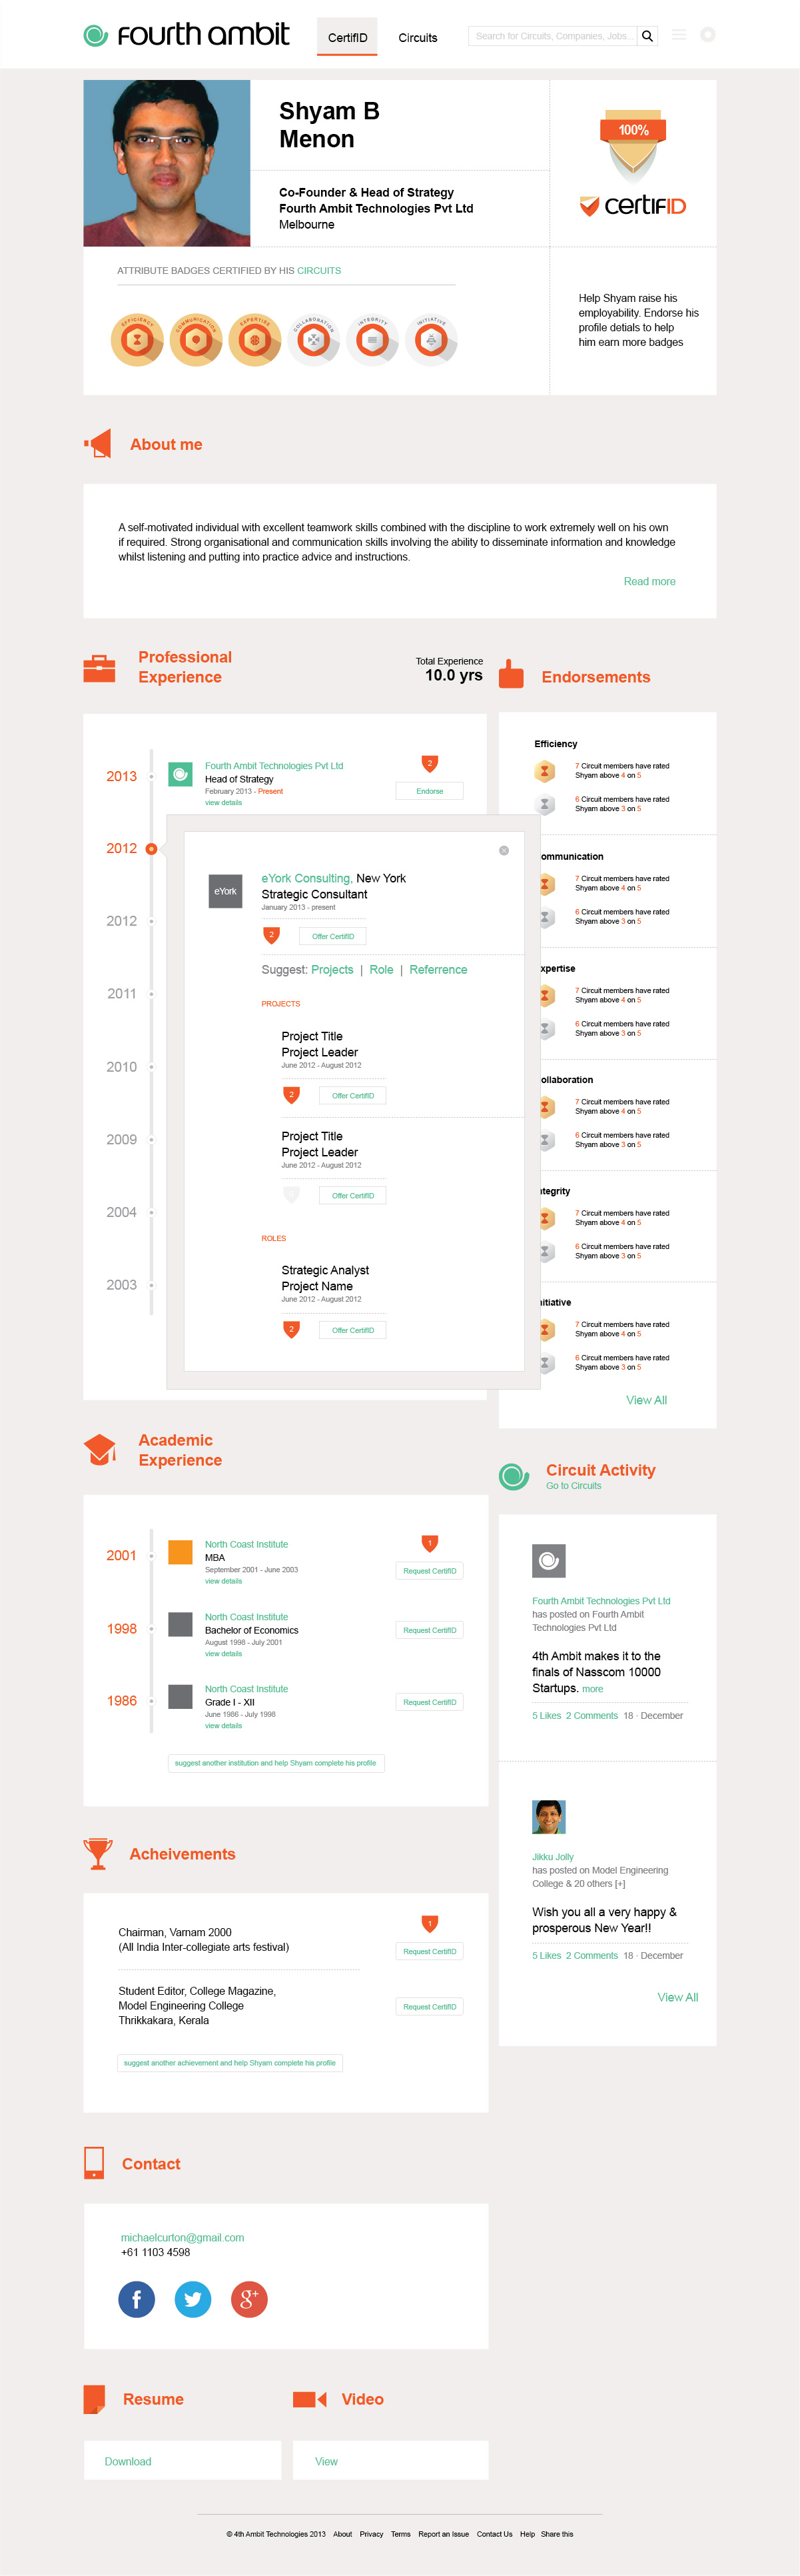 fourth ambit
CertifID
Circuits
Search for Circuits, Companies, Jobs...
Shyam B
Menon
Co-Founder & Head of Strategy
Fourth Ambit Technologies Pvt Ltd
Melbourne
100%
certifID
ATTRIBUTE BADGES CERTIFIED BY HIS CIRCUITS
EFFICIENCY
COMMUNICATION
EXPERTISE
COLLABORATION
INTEGRITY
INITIATIVE
Help Shyam raise his
employability. Endorse his
profile detials to help
him earn more badges
About me
A self-motivated individual with excellent teamwork skills combined with the discipline to work extremely well on his own
if required. Strong organisational and communication skills involving the ability to disseminate information and knowledge
whilst listening and putting into practice advice and instructions.
Read more
Professional
Experience
Total Experience
10.0 yrs
2013
Fourth Ambit Technologies Pvt Ltd
Head of Strategy
February 2013 - Present
view details
2
Endorse
2012
2012
2011
2010
2009
2004
2003
eYork
eYork Consulting, New York
Strategic Consultant
January 2013 - present
2
Offer CertifID
Suggest: Projects | Role | Referrence
PROJECTS
Project Title
Project Leader
June 2012 - August 2012
2
Offer CertifID
Project Title
Project Leader
June 2012 - August 2012
Offer CertifID
ROLES
Strategic Analyst
Project Name
June 2012 - August 2012
2
Offer CertifID
Endorsements
Efficiency
7 Circuit members have rated
Shyam above 4 on 5
6 Circuit members have rated
Shyam above 3 on 5
ommunication
7 Circuit members have rated
Shyam above 4 on 5
6 Circuit members have rated
Shyam above 3 on 5
xpertise
7 Circuit members have rated
Shyam above 4 on 5
6 Circuit members have rated
Shyam above 3 on 5
ollaboration
7 Circuit members have rated
Shyam above 4 on 5
6 Circuit members have rated
Shyam above 3 on 5
ntegrity
7 Circuit members have rated
Shyam above 4 on 5
6 Circuit members have rated
Shyam above 3 on 5
nitiative
7 Circuit members have rated
Shyam above 4 on 5
6 Circuit members have rated
Shyam above 3 on 5
View All
Academic
Experience
2001
North Coast Institute
MBA
September 2001 - June 2003
view details
1
Request CertifID
1998
North Coast Institute
Bachelor of Economics
August 1998 - July 2001
view details
Request CertifID
1986
North Coast Institute
Grade I - XII
June 1986 - July 1998
view details
Request CertifID
suggest another institution and help Shyam complete his profile
Circuit Activity
Go to Circuits
Fourth Ambit Technologies Pvt Ltd
has posted on Fourth Ambit
Technologies Pvt Ltd
4th Ambit makes it to the
finals of Nasscom 10000
Startups. more
5 Likes 2 Comments 18 · December
Jikku Jolly
has posted on Model Engineering
College & 20 others [+]
Wish you all a very happy &
prosperous New Year!!
5 Likes 2 Comments 18 · December
View All
Acheivements
Chairman, Varnam 2000
(All India Inter-collegiate arts festival)
1
Request CertifID
Student Editor, College Magazine,
Model Engineering College
Thrikkakara, Kerala
Request CertifID
suggest another achievement and help Shyam complete his profile
Contact
michaelcurton@gmail.com
+61 1103 4598
f
g+
Resume
Video
Download
View
© 4th Ambit Technologies 2013 About Privacy Terms Report an Issue Contact Us Help Share this